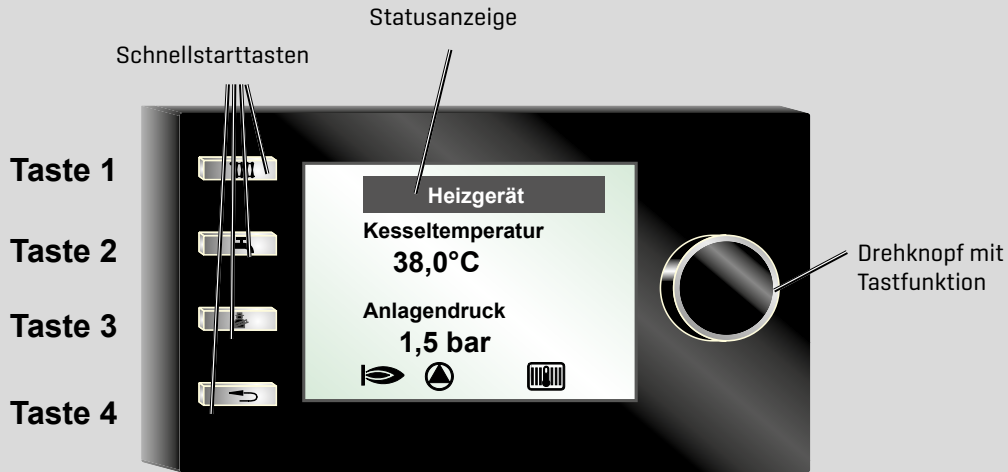 Statusanzeige
Schnellstarttasten
Taste 1
Taste 2
Taste 3
Taste 4
Heizgerät
Kesseltemperatur
38,0°C
Anlagendruck
1,5 bar
Drehknopf mit
Tastfunktion